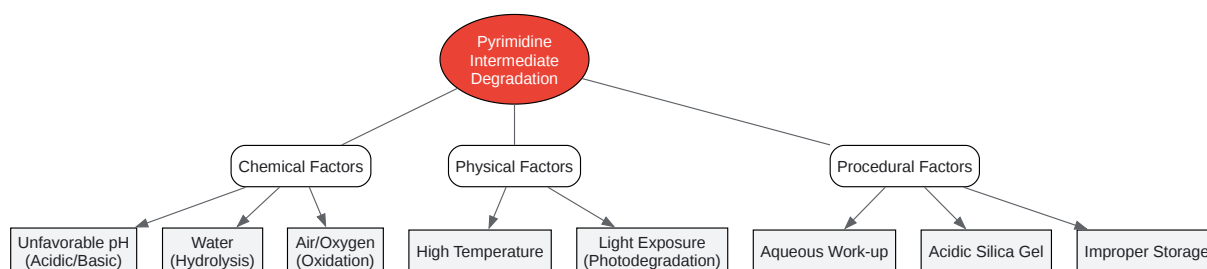 Pyrimidine
Intermediate
Degradation
Chemical Factors
Physical Factors
Procedural Factors
Unfavorable pH
(Acidic/Basic)
Water
(Hydrolysis)
Air/Oxygen
(Oxidation)
High Temperature
Light Exposure
(Photodegradation)
Aqueous Work-up
Acidic Silica Gel
Improper Storage